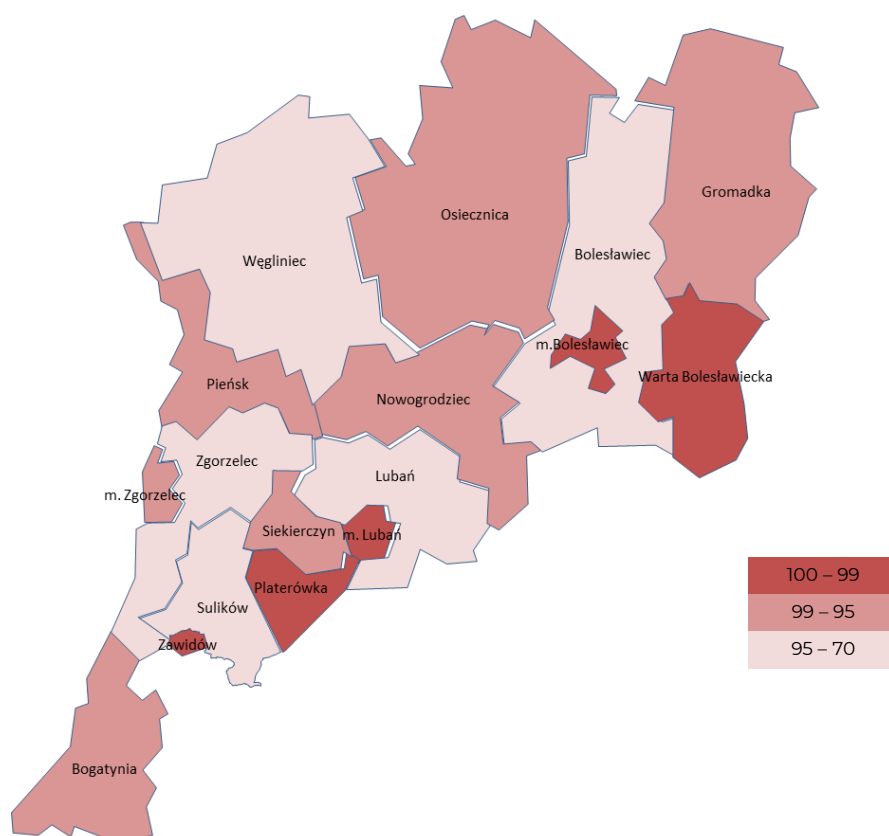 Gromadka
Osiecznica
Bolesławiec
Węgliniec
m.Bolesławiec
Warta Bolesławiecka
Pieńsk
Nowogrodziec
Zgorzelec
Lubań
m. Zgorzelec
Siekierczyn
m. Lubań
Platerówka
Sulików
Zawidów
Bogatynia
100 – 99
99 – 95
95 – 70